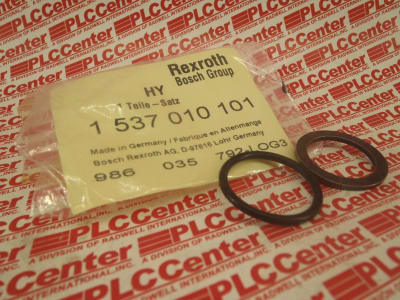 Rexroth
Bosch Group
HY
1 Teile-Satz
1 537 010 101
Made in Germany / Fabriqué en Allemange
Bosch Rexroth AG. D-97816 Lohr Germany
986 035 792-LOG3
PLCCenter
A DIVISION OF RADWELL INTERNATIONAL, INC.